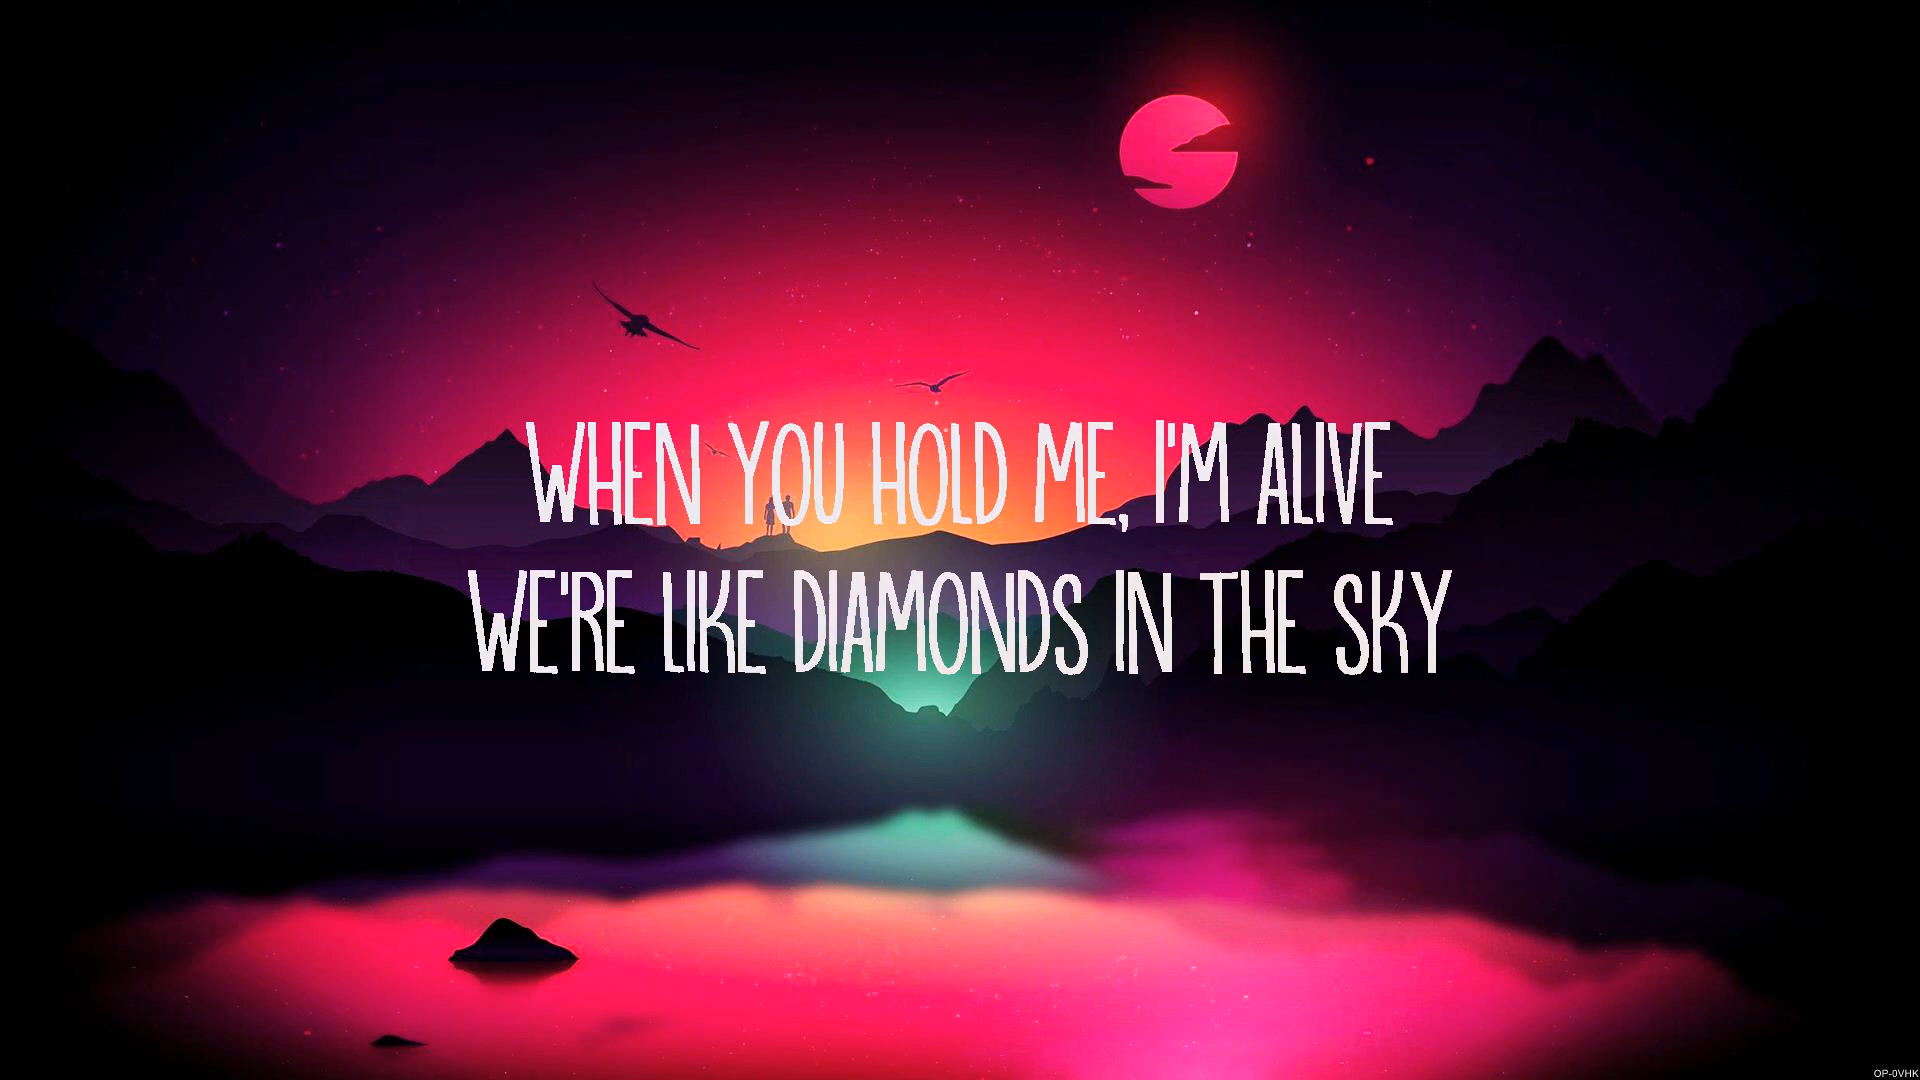 WHEN YOU HOLD ME, I'M ALIVE
WE'RE LIKE DIAMONDS IN THE SKY
OP-0VHK